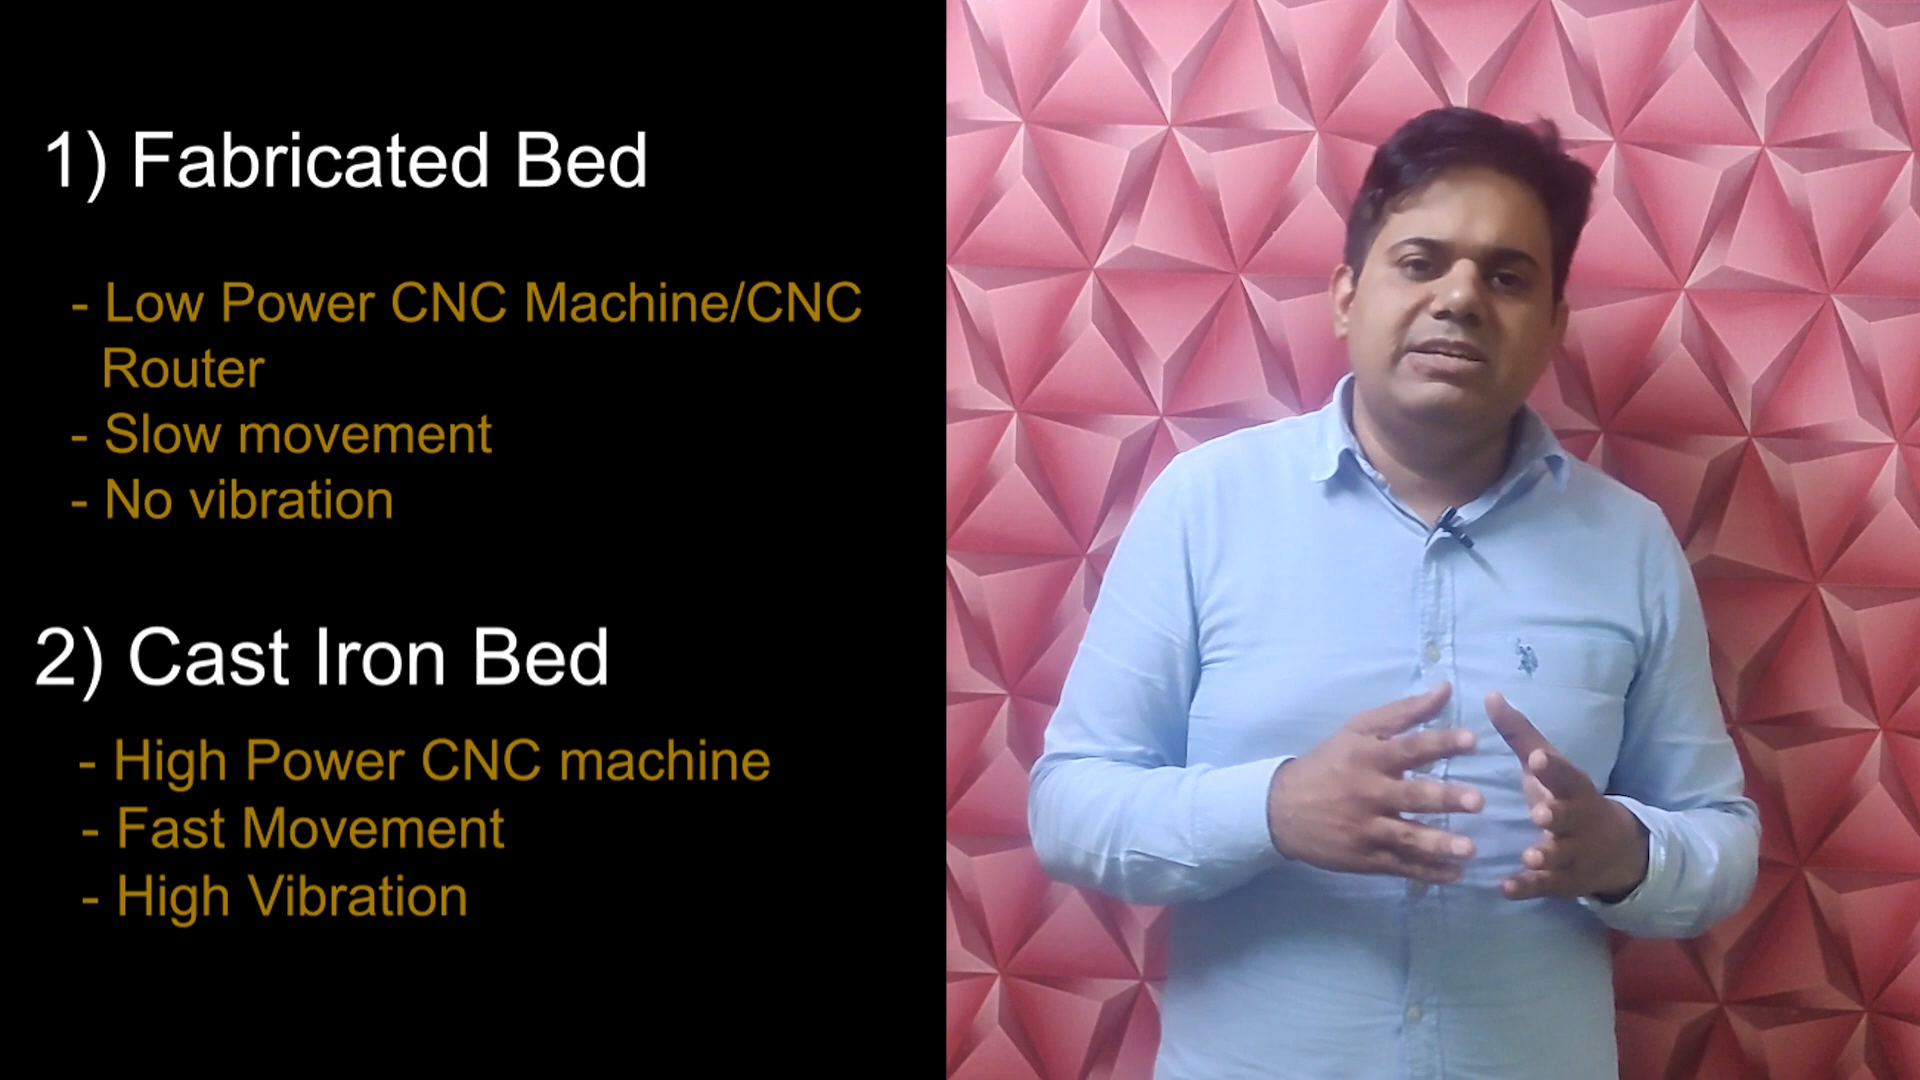 1) Fabricated Bed
- Low Power CNC Machine/CNC
Router
- Slow movement
- No vibration
2) Cast Iron Bed
- High Power CNC machine
- Fast Movement
- High Vibration